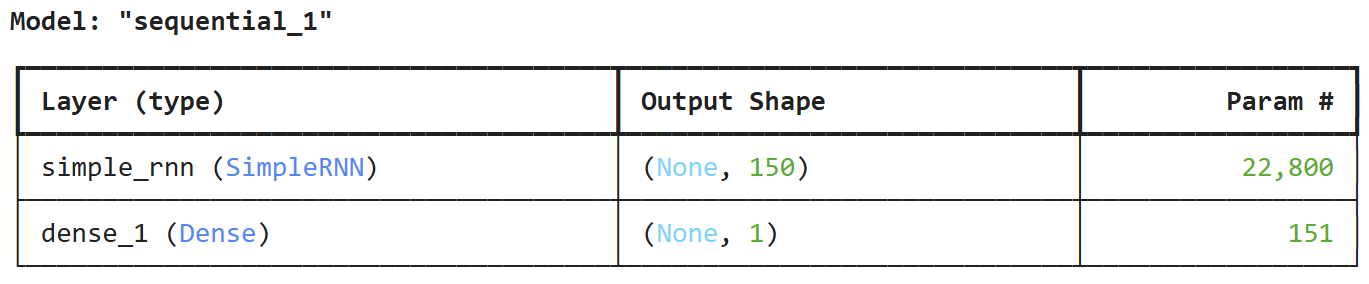 Model: "sequential_1"
Layer (type) Output Shape Param #
simple_rnn (SimpleRNN) (None, 150) 22,800
dense_1 (Dense) (None, 1) 151